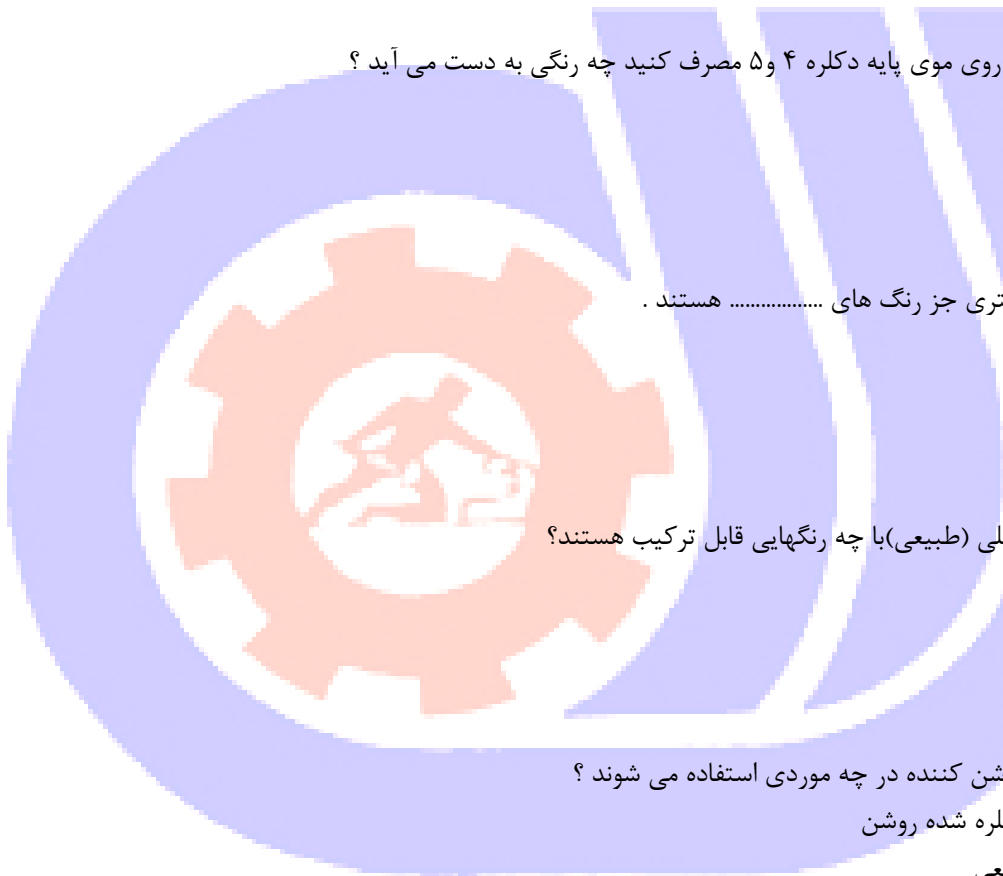 روی موی پایه دکلره ۴ و۵ مصرف کنید چه رنگی به دست می آید ؟
تری جز رنگ های .................. هستند .
لی (طبیعی)با چه رنگهایی قابل ترکیب هستند؟
شن کننده در چه موردی استفاده می شوند ؟
لره شده روشن